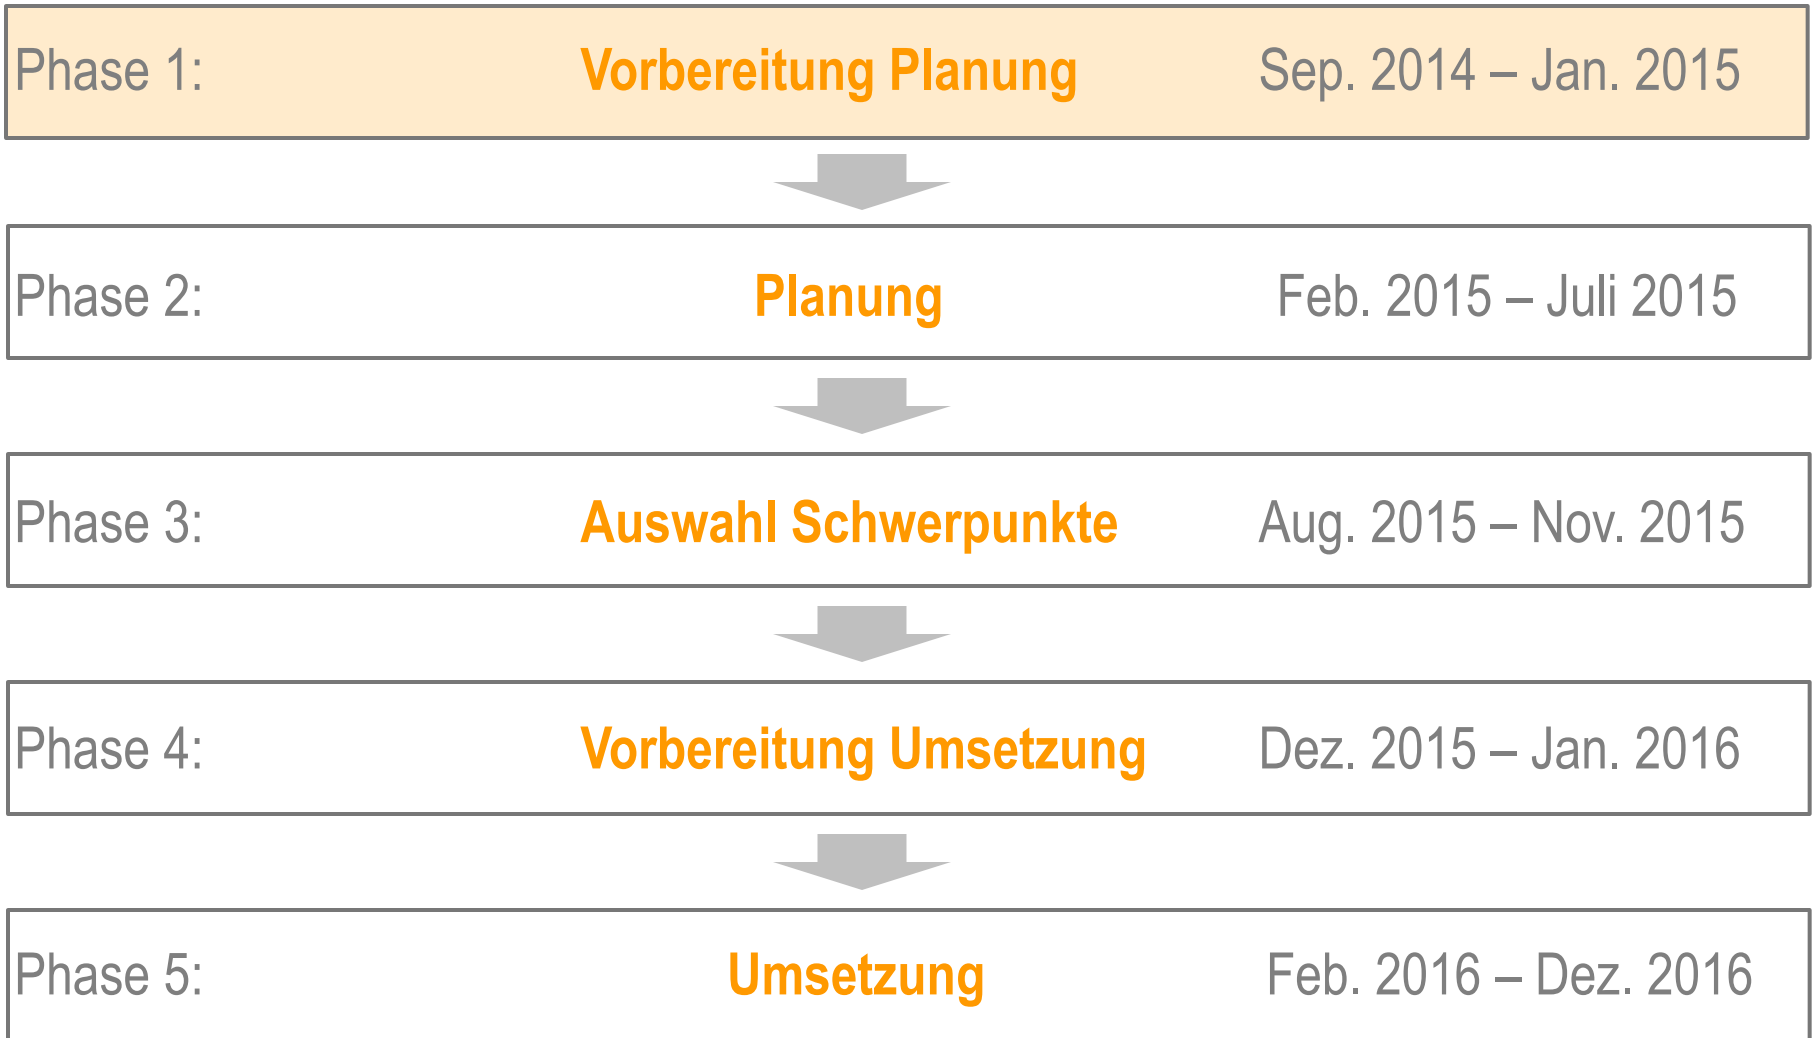 Phase 1: Vorbereitung Planung Sep. 2014 – Jan. 2015
Phase 2: Planung Feb. 2015 – Juli 2015
Phase 3: Auswahl Schwerpunkte Aug. 2015 – Nov. 2015
Phase 4: Vorbereitung Umsetzung Dez. 2015 – Jan. 2016
Phase 5: Umsetzung Feb. 2016 – Dez. 2016